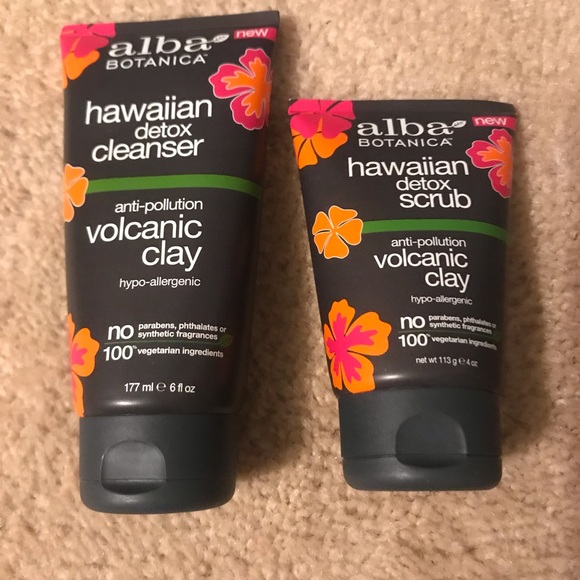 new
alba
BOTANICA™
hawaiian
detox
cleanser
anti-pollution
volcanic
clay
hypo-allergenic
no parabens, phthalates or
synthetic fragrances
100% vegetarian ingredients
177 ml e 6 fl oz
new
alba
BOTANICA™
hawaiian
detox
scrub
anti-pollution
volcanic
clay
hypo-allergenic
no parabens, phthalates or
synthetic fragrances
100% vegetarian ingredients
net wt 113 g e 4 oz